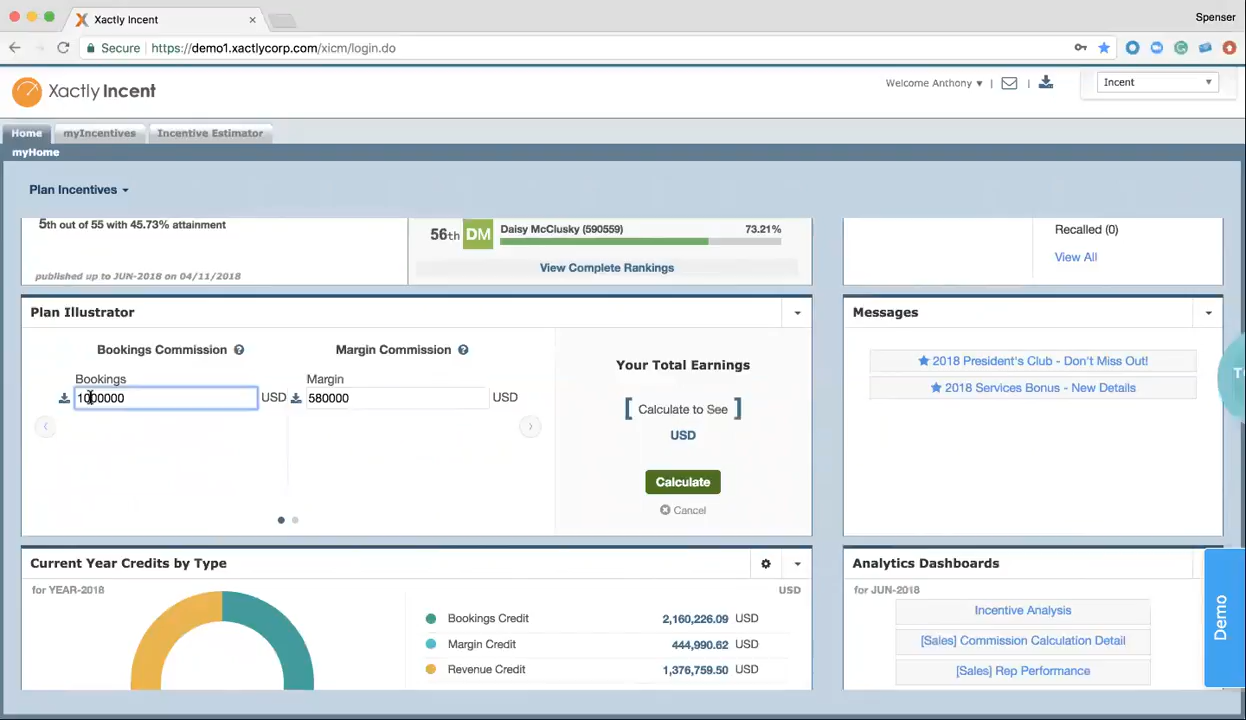 Xactly Incent
Spenser
Secure https://demo1.xactlycorp.com/xicm/login.do
Xactly Incent
Welcome Anthony
Incent
Home
myIncentives
Incentive Estimator
myHome
Plan Incentives
5th out of 55 with 45.73% attainment
published up to JUN-2018 on 04/11/2018
56th DM Daisy McClusky (590559) 73.21%
View Complete Rankings
Recalled (0)
View All
Plan Illustrator
Bookings Commission
Bookings
1000000 USD
Margin Commission
Margin
580000 USD
Your Total Earnings
[ Calculate to See ]
USD
Calculate
Cancel
Messages
2018 President's Club - Don't Miss Out!
2018 Services Bonus - New Details
Current Year Credits by Type
for YEAR-2018
USD
Bookings Credit 2,160,226.09 USD
Margin Credit 444,990.62 USD
Revenue Credit 1,376,759.50 USD
Analytics Dashboards
for JUN-2018
Incentive Analysis
[Sales] Commission Calculation Detail
[Sales] Rep Performance
Demo